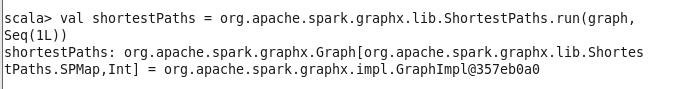 scala> val shortestPaths = org.apache.spark.graphx.lib.ShortestPaths.run(graph,
Seq(1L))
shortestPaths: org.apache.spark.graphx.Graph[org.apache.spark.graphx.lib.Shortes
tPaths.SPMap,Int] = org.apache.spark.graphx.impl.GraphImpl@357eb0a0